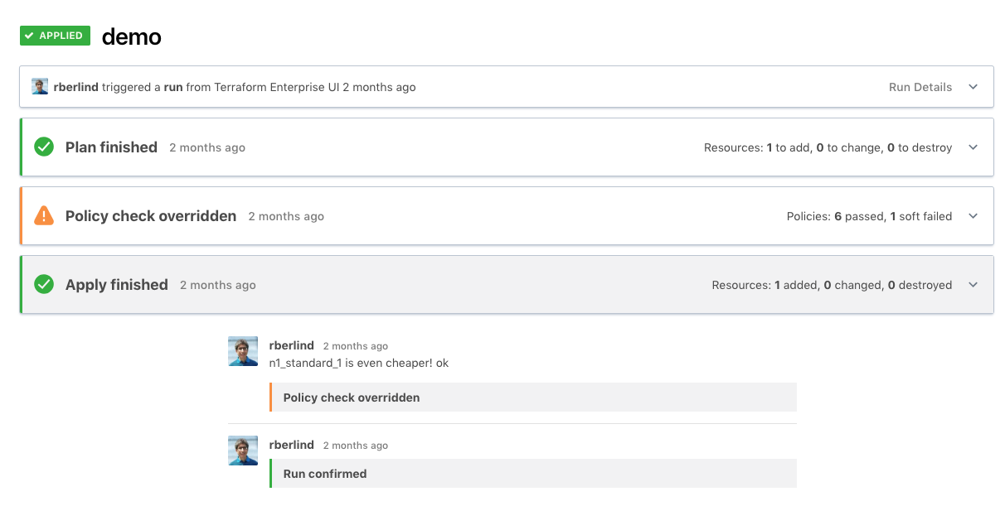 APPLIED demo
rberlind triggered a run from Terraform Enterprise UI 2 months ago Run Details
Plan finished 2 months ago Resources: 1 to add, 0 to change, 0 to destroy
Policy check overridden 2 months ago Policies: 6 passed, 1 soft failed
Apply finished 2 months ago Resources: 1 added, 0 changed, 0 destroyed
rberlind 2 months ago
n1_standard_1 is even cheaper! ok
Policy check overridden
rberlind 2 months ago
Run confirmed